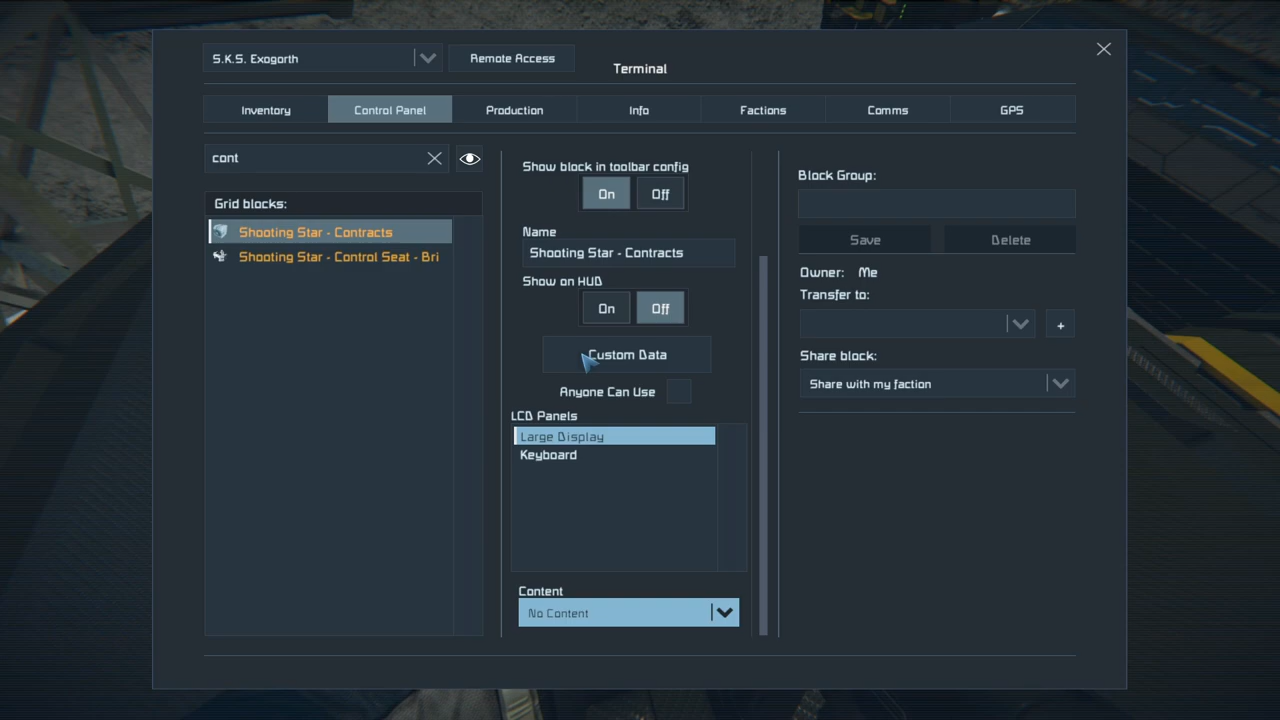 S.K.S. Exogorth
Remote Access
Terminal
Inventory
Control Panel
Production
Info
Factions
Comms
GPS
cont
Grid blocks:
Shooting Star - Contracts
Shooting Star - Control Seat - Bri
Show block in toolbar config
On
Off
Name
Shooting Star - Contracts
Show on HUD
On
Off
Custom Data
Anyone Can Use
LCD Panels
Large Display
Keyboard
Content
No Content
Block Group:
Save
Delete
Owner: Me
Transfer to:
+
Share block:
Share with my faction